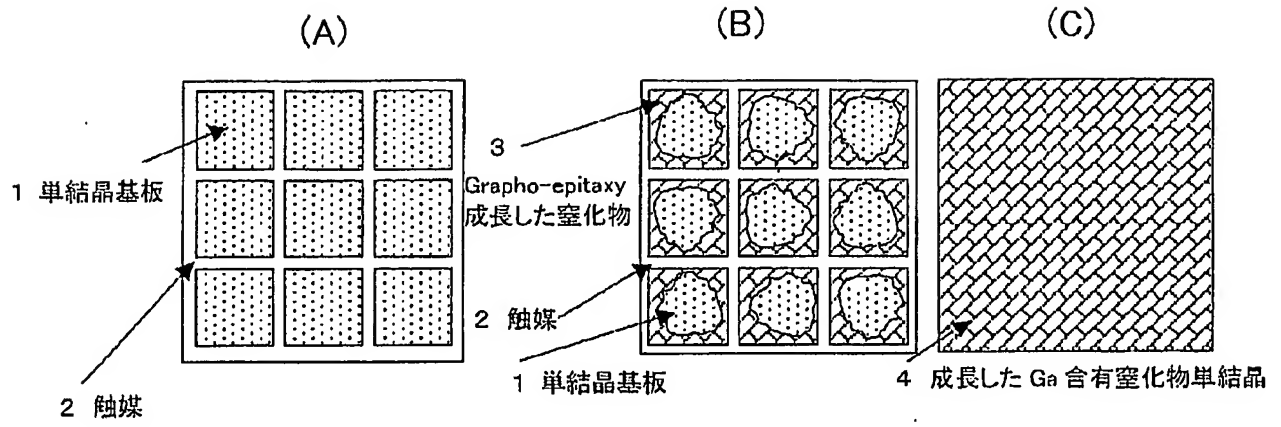 (A)
1 単結晶基板
2 触媒
(B)
3
Grapho-epitaxy
成長した窒化物
2 触媒
1 単結晶基板
(C)
4 成長した Ga 含有窒化物単結晶